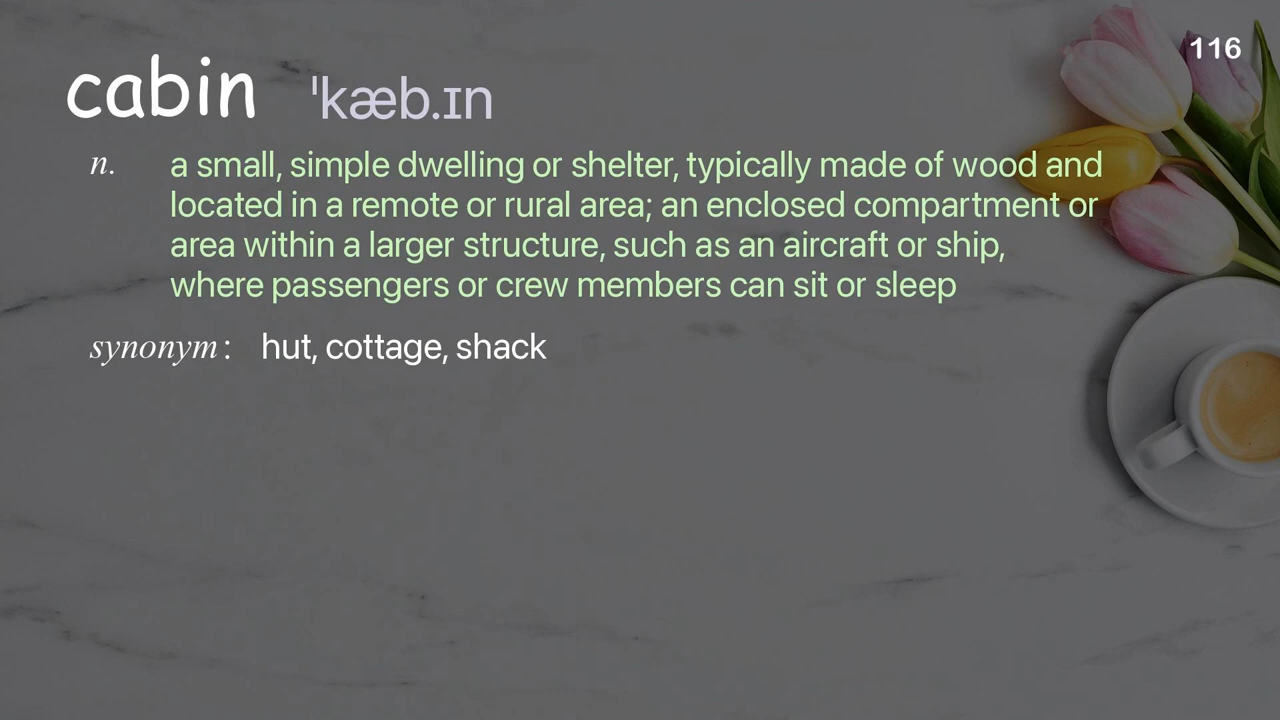 116
cabin ˈkæb.ɪn
n. a small, simple dwelling or shelter, typically made of wood and
located in a remote or rural area; an enclosed compartment or
area within a larger structure, such as an aircraft or ship,
where passengers or crew members can sit or sleep
synonym: hut, cottage, shack